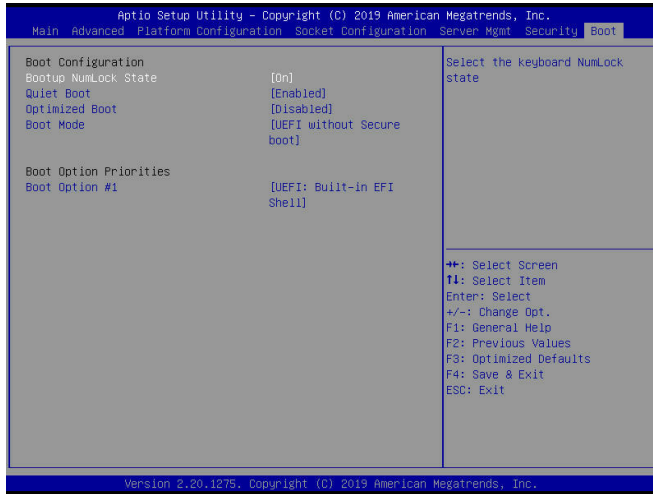 Aptio Setup Utility – Copyright (C) 2019 American Megatrends, Inc.
Main Advanced Platform Configuration Socket Configuration Server Mgmt Security Boot
Boot Configuration
Bootup NumLock State [On]
Quiet Boot [Enabled]
Optimized Boot [Disabled]
Boot Mode [UEFI without Secure
boot]
Boot Option Priorities
Boot Option #1 [UEFI: Built-in EFI
Shell]
Select the keyboard NumLock
state
→←: Select Screen
↑↓: Select Item
Enter: Select
+/-: Change Opt.
F1: General Help
F2: Previous Values
F3: Optimized Defaults
F4: Save & Exit
ESC: Exit
Version 2.20.1275. Copyright (C) 2019 American Megatrends, Inc.